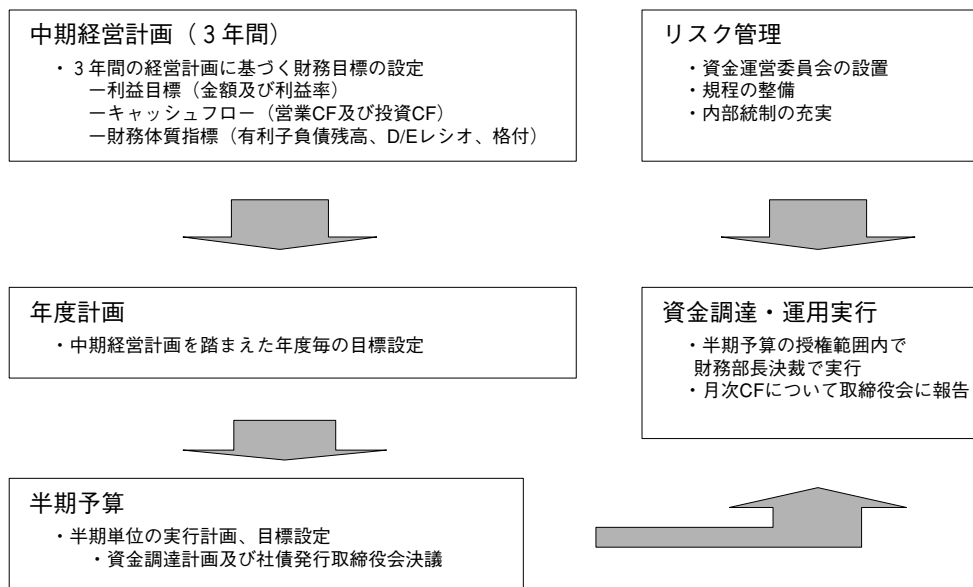 中期経営計画（３年間）
・３年間の経営計画に基づく財務目標の設定
ー利益目標（金額及び利益率）
ーキャッシュフロー（営業CF及び投資CF）
ー財務体質指標（有利子負債残高、D/Eレシオ、格付）
年度計画
・中期経営計画を踏まえた年度毎の目標設定
半期予算
・半期単位の実行計画、目標設定
・資金調達計画及び社債発行取締役会決議
リスク管理
・資金運営委員会の設置
・規程の整備
・内部統制の充実
資金調達・運用実行
・半期予算の授権範囲内で
財務部長決裁で実行
・月次CFについて取締役会に報告